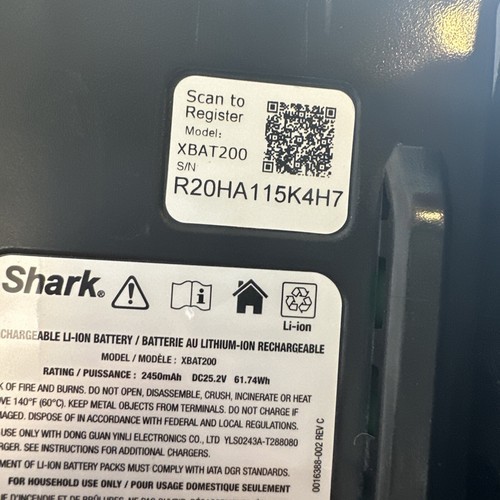 Scan to
Register
Model:
XBAT200
S/N
R20HA115K4H7
Shark®
Li-ion
CHARGEABLE LI-ION BATTERY / BATTERIE AU LITHIUM-ION RECHARGEABLE
MODEL / MODÈLE : XBAT200
RATING / PUISSANCE : 2450mAh DC25.2V 61.74Wh
OF FIRE AND BURNS. DO NOT OPEN, DISASSEMBLE, CRUSH, INCINERATE OR HEAT
140°F (60°C). KEEP METAL OBJECTS FROM TERMINALS. DO NOT CHARGE IF
DISPOSE OF IN ACCORDANCE WITH FEDERAL AND LOCAL REGULATIONS.
USE ONLY WITH DONG GUAN YINLI ELECTRONICS CO., LTD YLS0243A-T288080
SEE INSTRUCTIONS FOR ADDITIONAL CHARGERS.
OF LI-ION BATTERY PACKS MUST COMPLY WITH IATA DGR STANDARDS.
FOR HOUSEHOLD USE ONLY / POUR USAGE DOMESTIQUE SEULEMENT
D'INCENDIE ET DE BRÛLURES.
0016388-002 REV C